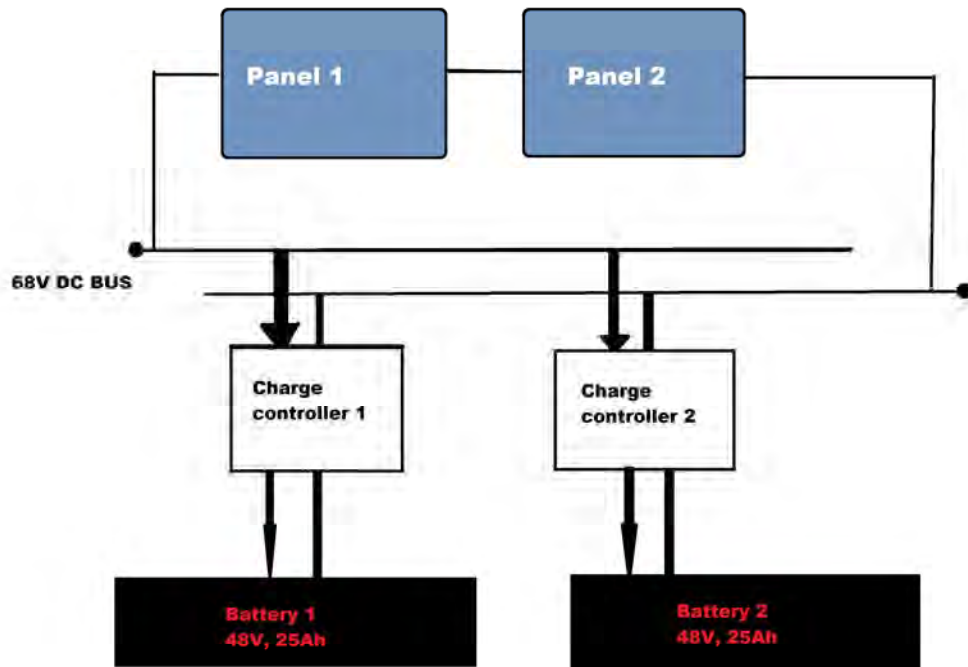 Panel 1
Panel 2
68V DC BUS
Charge
controller 1
Charge
controller 2
Battery 1
48V, 25Ah
Battery 2
48V, 25Ah